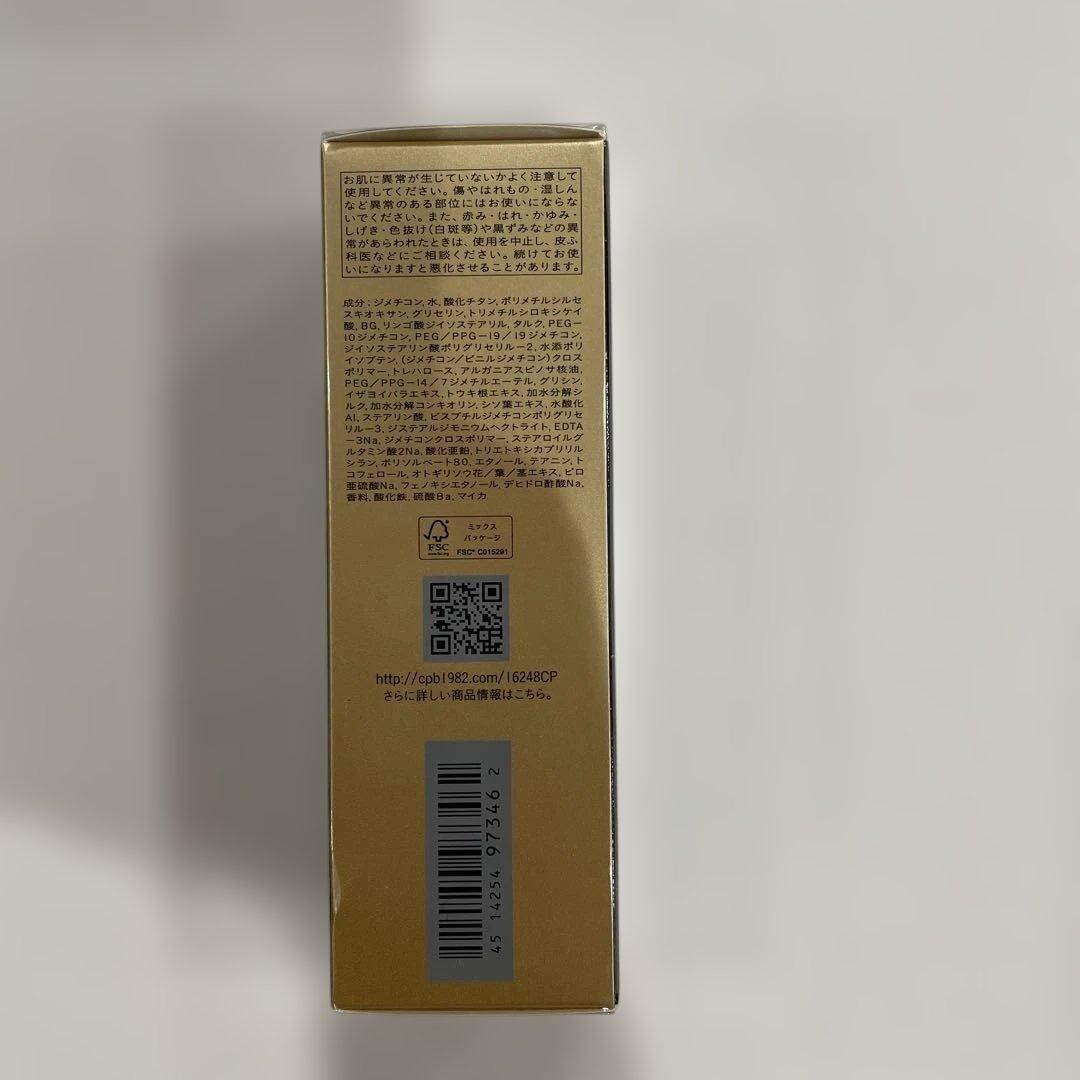 お肌に異常が生じていないかよく注意して
使用してください。傷やはれもの・湿しん
など異常のある部位にはお使いにならな
いでください。また、赤み・はれ・かゆみ・
しげき・色抜け(白斑等)や黒ずみなどの異
常があらわれたときは、使用を中止し、皮ふ
科医などにご相談ください。続けてお使
いになりますと悪化させることがあります。
成分:ジメチコン、水、酸化チタン、ポリメチルシルセ
スキオキサン、グリセリン、トリメチルシロキシケイ
酸、BG、リンゴ酸ジイソステアリル、タルク、PEG-
10ジメチコン、PEG/PPG-19/19ジメチコン、
ジイソステアリン酸ポリグリセリル-2、水添ポリ
イソブテン、(ジメチコン/ビニルジメチコン)クロス
ポリマー、トレハロース、アルガニアスピノサ核油、
PEG/PPG-14/7ジメチルエーテル、グリシン、
イザヨイバラエキス、トウキ根エキス、加水分解シ
ルク、加水分解コンキオリン、シソ葉エキス、水酸化
Al、ステアリン酸、ビスブチルジメチコンポリグリセ
リル-3、ジステアルジモニウムヘクトライト、EDTA
-3Na、ジメチコンクロスポリマー、ステアロイルグ
ルタミン酸2Na、酸化亜鉛、トリエトキシカプリリル
シラン、ポリソルベート80、エタノール、テアニン、ト
コフェロール、オトギリソウ花/葉/茎エキス、ピロ
亜硫酸Na、フェノキシエタノール、デヒドロ酢酸Na、
香料、酸化鉄、硫酸Ba、マイカ
FSC
www.fsc.org
ミックス
パッケージ
FSC® C015291
http://cpb1982.com/16248CP
さらに詳しい商品情報はこちら。
45 14254 97346 2